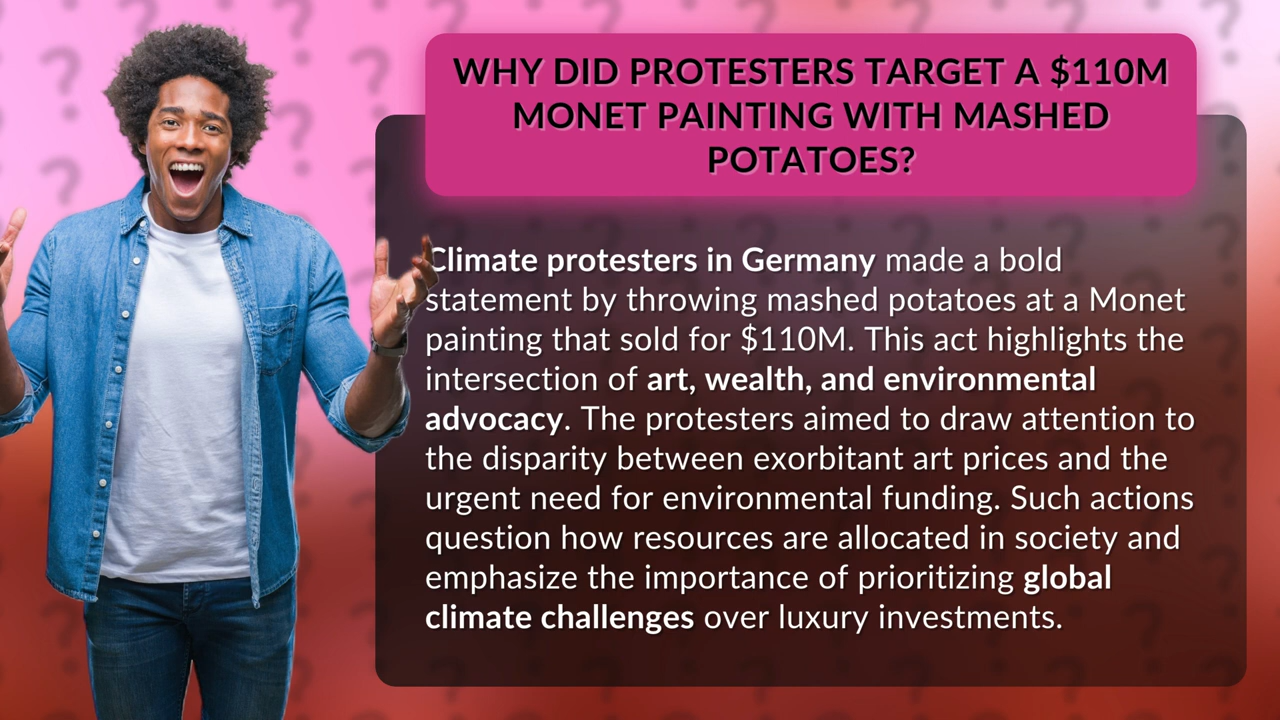 WHY DID PROTESTERS TARGET A $110M
MONET PAINTING WITH MASHED
POTATOES?
Climate protesters in Germany made a bold
statement by throwing mashed potatoes at a Monet
painting that sold for $110M. This act highlights the
intersection of art, wealth, and environmental
advocacy. The protesters aimed to draw attention to
the disparity between exorbitant art prices and the
urgent need for environmental funding. Such actions
question how resources are allocated in society and
emphasize the importance of prioritizing global
climate challenges over luxury investments.